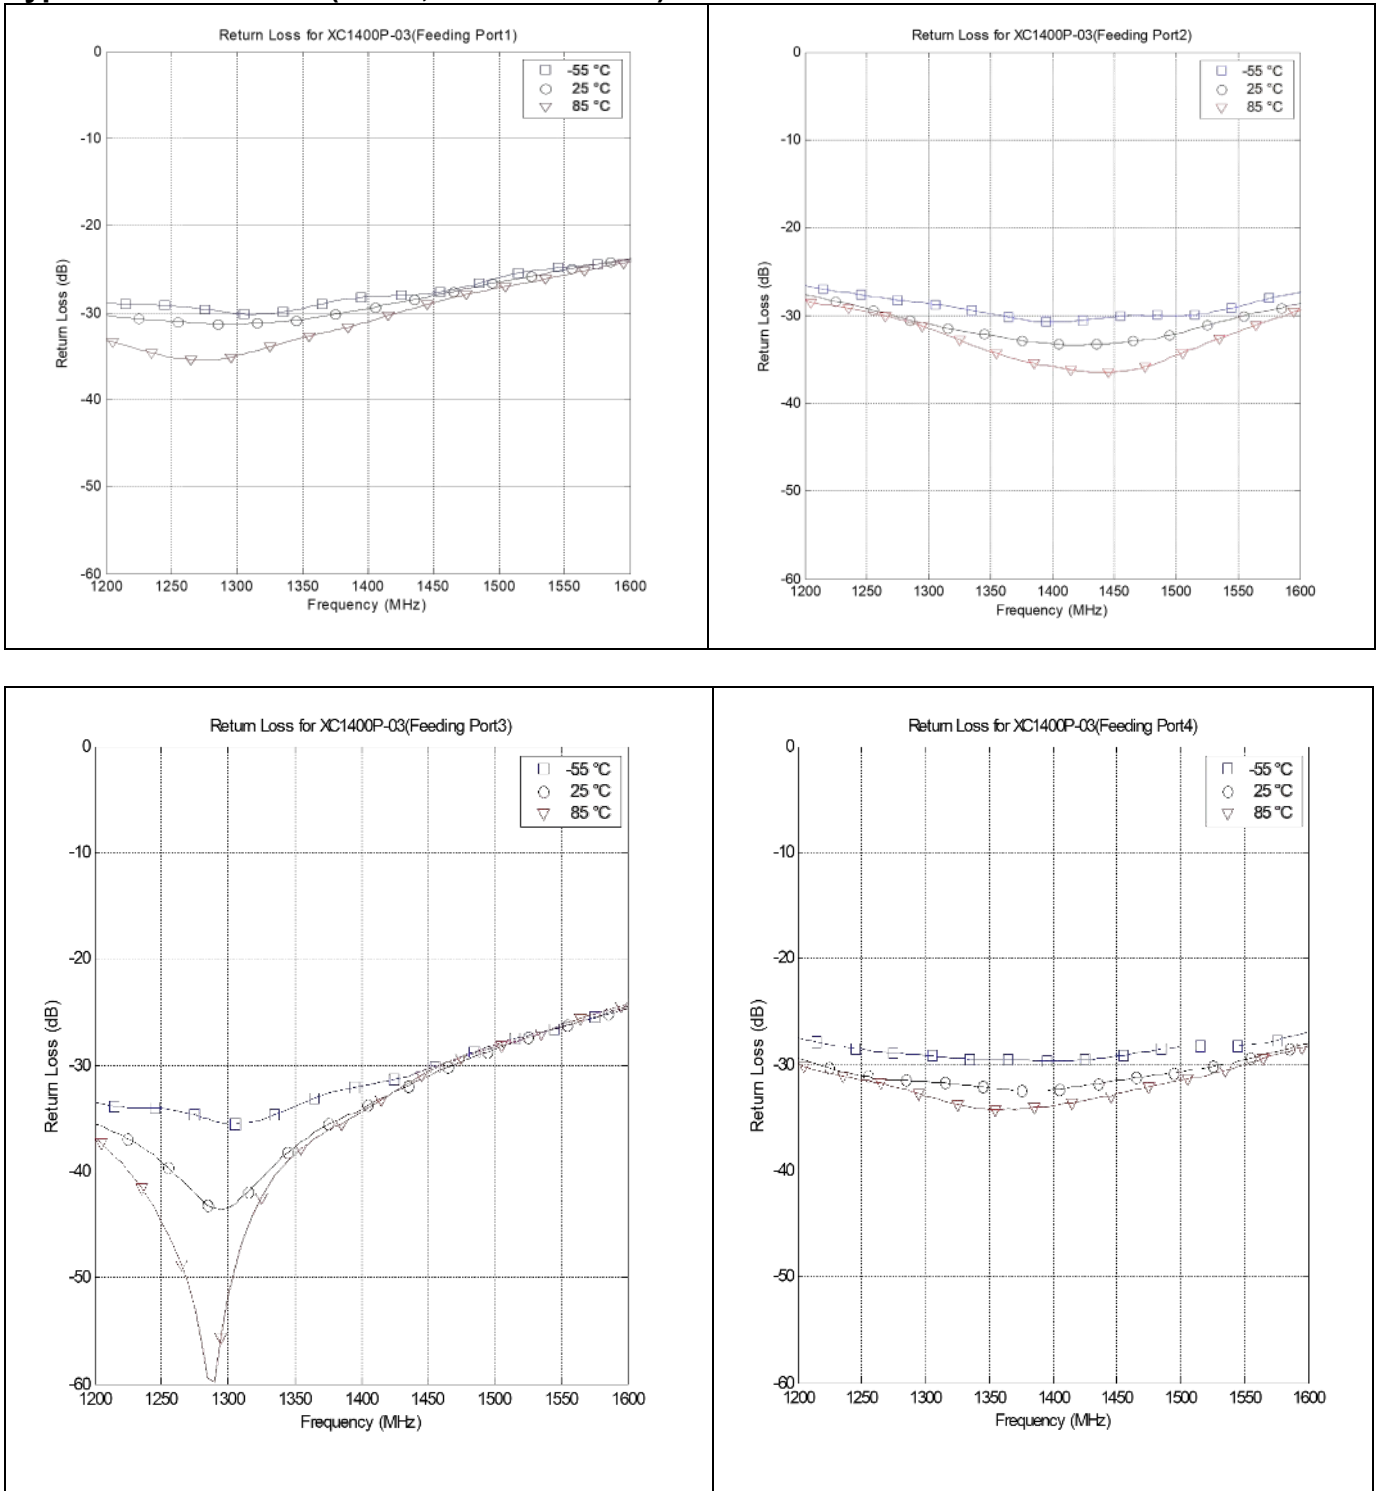 Return Loss for XC1400P-03(Feeding Port1)
0
-10
-20
-30
-40
-50
-60
-55 °C
25 °C
85 °C
Return Loss (dB)
1200 1250 1300 1350 1400 1450 1500 1550 1600
Frequency (MHz)
Return Loss for XC1400P-03(Feeding Port2)
0
-10
-20
-30
-40
-50
-60
-55 °C
25 °C
85 °C
Return Loss (dB)
1200 1250 1300 1350 1400 1450 1500 1550 1600
Frequency (MHz)
Return Loss for XC1400P-03(Feeding Port3)
0
-10
-20
-30
-40
-50
-60
-55 °C
25 °C
85 °C
Return Loss (dB)
1200 1250 1300 1350 1400 1450 1500 1550 1600
Frequency (MHz)
Return Loss for XC1400P-03(Feeding Port4)
0
-10
-20
-30
-40
-50
-60
-55 °C
25 °C
85 °C
Return Loss (dB)
1200 1250 1300 1350 1400 1450 1500 1550 1600
Frequency (MHz)